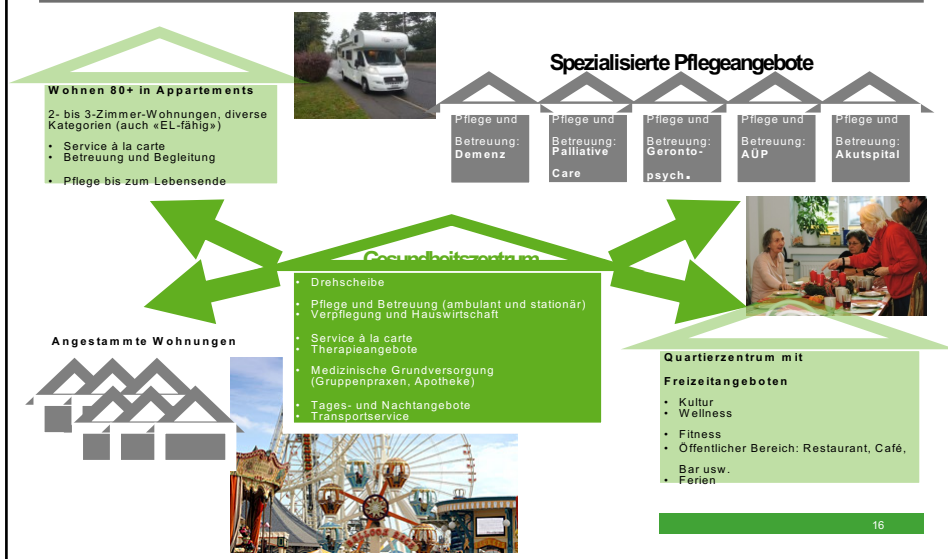 Spezialisierte Pflegeangebote
Wohnen 80+ in Appartements
2- bis 3-Zimmer-Wohnungen, diverse
Kategorien (auch «EL-fähig»)
• Service à la carte
• Betreuung und Begleitung
• Pflege bis zum Lebensende
Pflege und
Betreuung:
Demenz
Pflege und
Betreuung:
Palliative
Care
Pflege und
Betreuung:
Geronto-
psych.
Pflege und
Betreuung:
AÜP
Pflege und
Betreuung:
Akutspital
Gesundheitszentrum
• Drehscheibe
• Pflege und Betreuung (ambulant und stationär)
• Verpflegung und Hauswirtschaft
• Service à la carte
• Therapieangebote
• Medizinische Grundversorgung
(Gruppenpraxen, Apotheke)
• Tages- und Nachtangebote
• Transportservice
Angestammte Wohnungen
Quartierzentrum mit
Freizeitangeboten
• Kultur
• Wellness
• Fitness
• Öffentlicher Bereich: Restaurant, Café,
Bar usw.
• Ferien
16